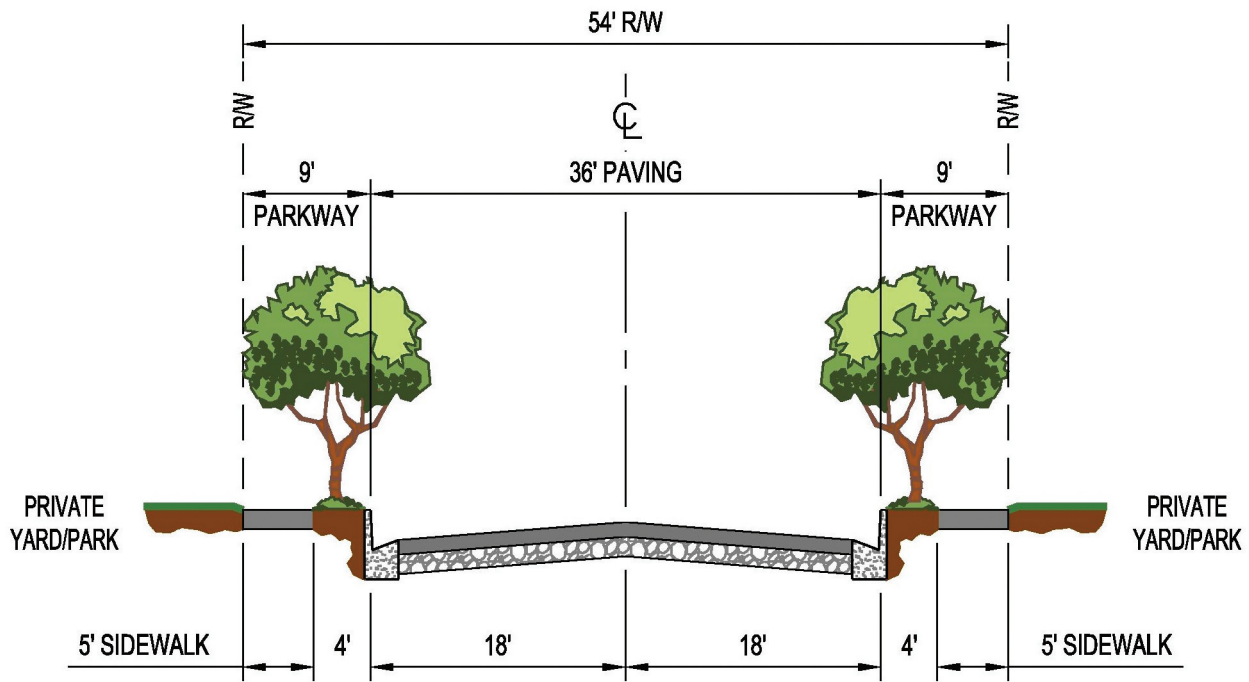 54' R/W
R/W
R/W
℄
9'
36' PAVING
9'
PARKWAY
PARKWAY
PRIVATE
YARD/PARK
PRIVATE
YARD/PARK
5' SIDEWALK
4'
18'
18'
4'
5' SIDEWALK